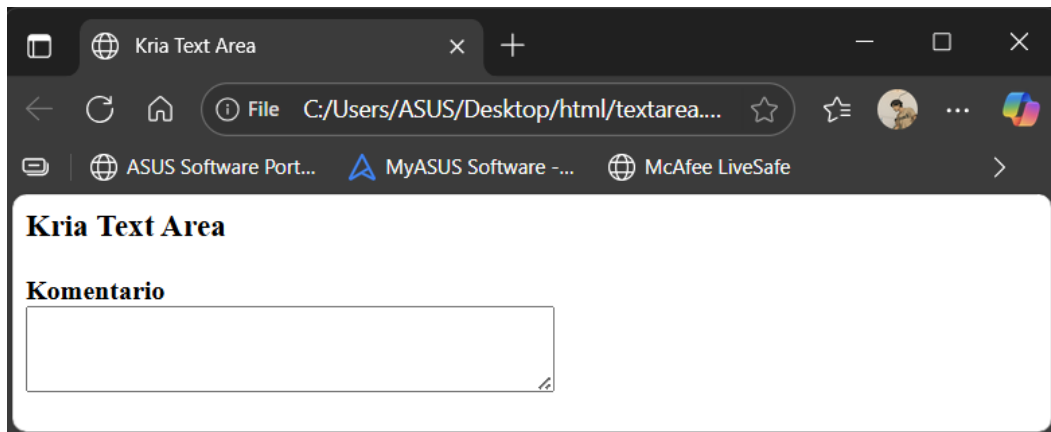 Kria Text Area
File C:/Users/ASUS/Desktop/html/textarea....
ASUS Software Port... MyASUS Software -... McAfee LiveSafe
Kria Text Area
Komentario